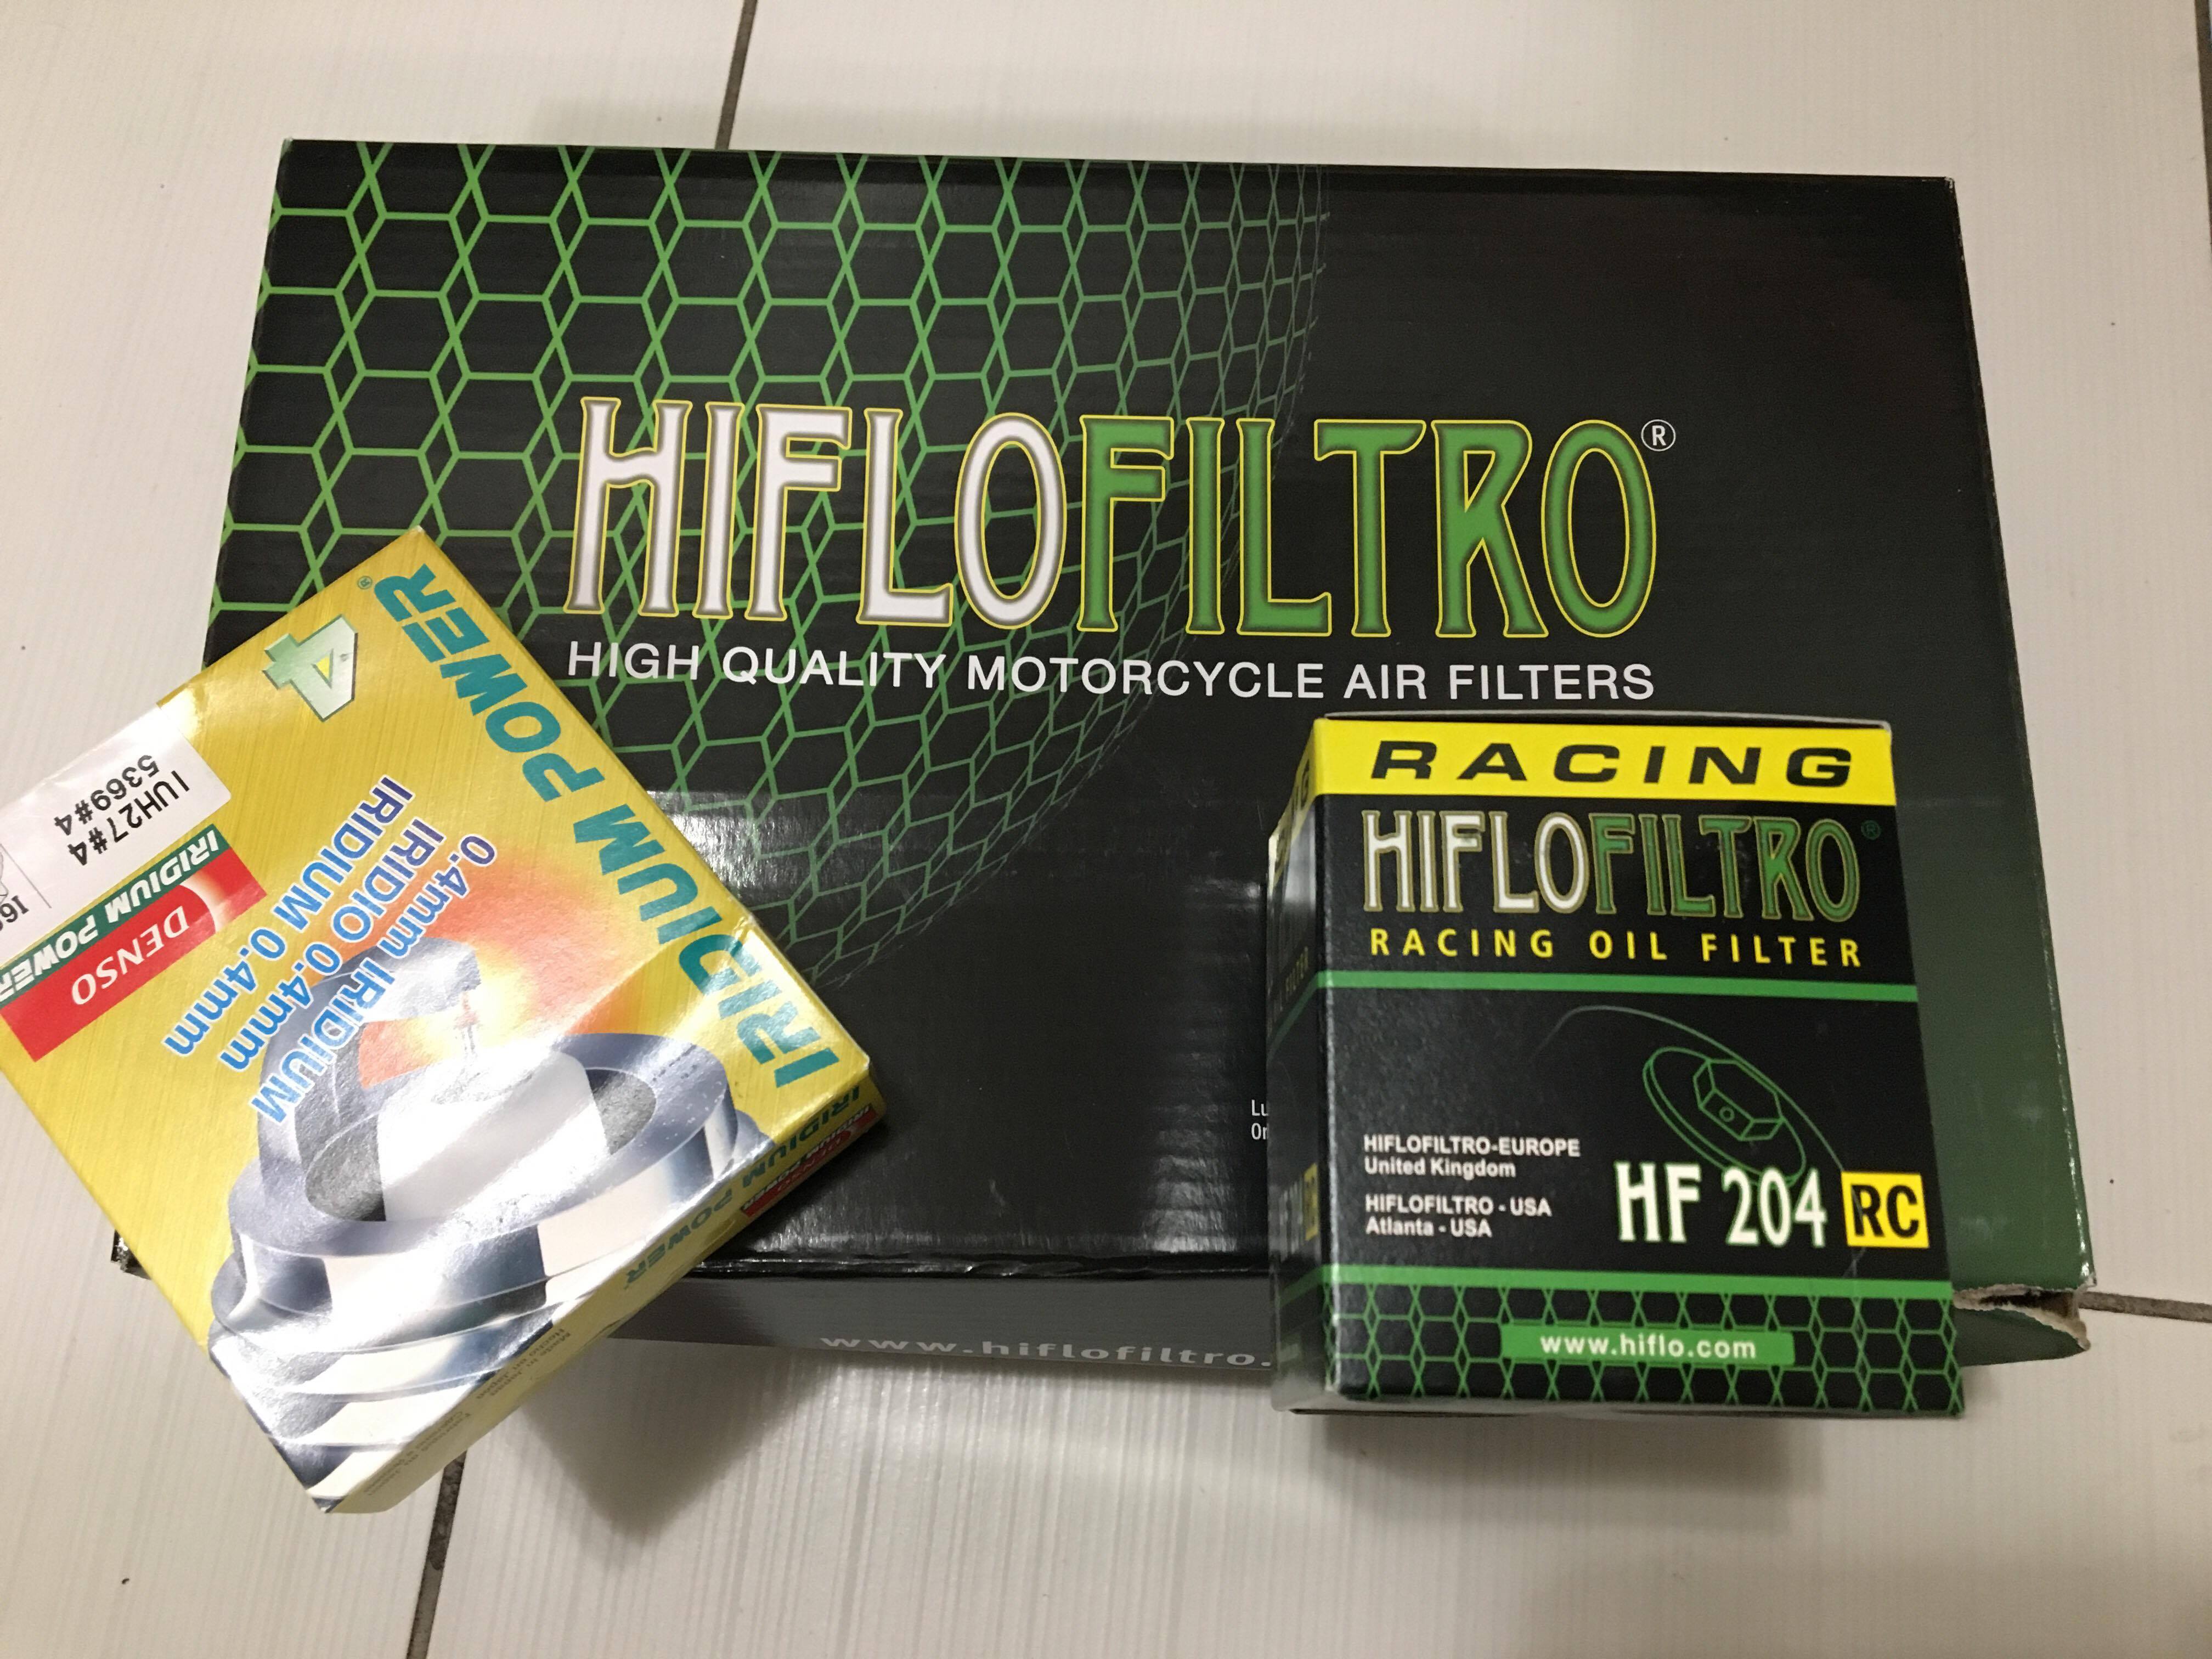 HIFLOFILTRO®
HIGH QUALITY MOTORCYCLE AIR FILTERS
www.hiflofiltro.
RACING
HIFLOFILTRO®
RACING OIL FILTER
HIFLOFILTRO-EUROPE
United Kingdom
HIFLOFILTRO - USA
Atlanta - USA
HF 204 RC
www.hiflo.com
IRIDIUM POWER®
4
0.4mm IRIDIUM
IRIDIO 0.4mm
IRIDIUM 0.4mm
IUH27#4
5369#4
IRIDIUM POWER
DENSO
IRIDIUM POWER